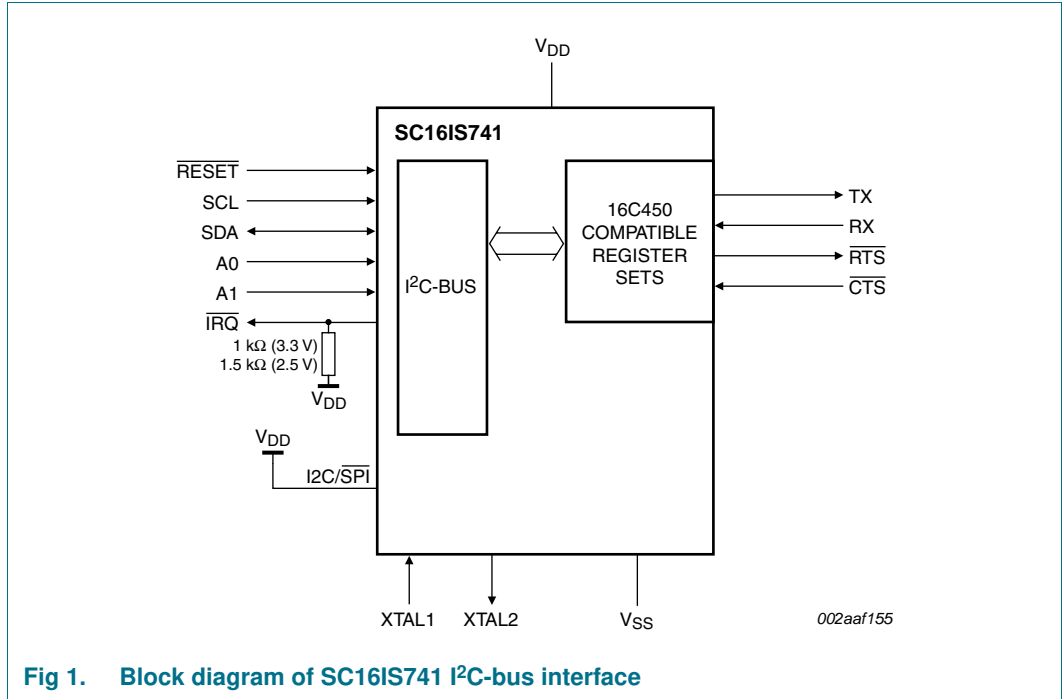 VDD
SC16IS741
RESET
SCL
SDA
A0
A1
IRQ
1 kΩ (3.3 V)
1.5 kΩ (2.5 V)
VDD
VDD
I2C/SPI
I²C-BUS
16C450
COMPATIBLE
REGISTER
SETS
TX
RX
RTS
CTS
XTAL1
XTAL2
VSS
002aaf155
Fig 1. Block diagram of SC16IS741 I²C-bus interface